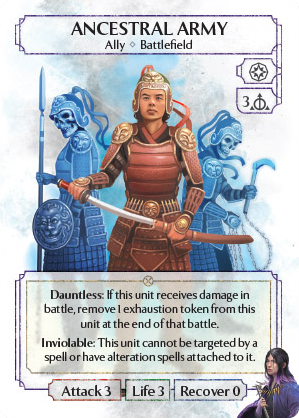 ANCESTRAL ARMY
Ally ◇ Battlefield
3
Dauntless: If this unit receives damage in
battle, remove 1 exhaustion token from this
unit at the end of that battle.
Inviolable: This unit cannot be targeted by a
spell or have alteration spells attached to it.
Attack 3 Life 3 Recover 0